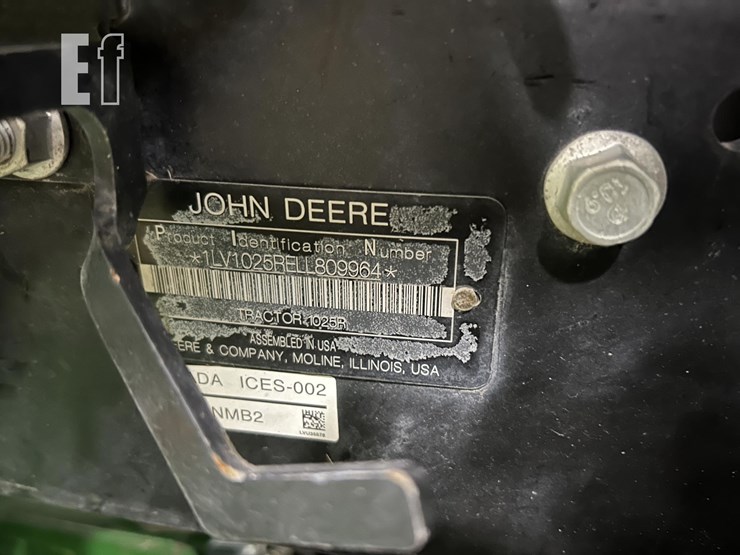 Ef
JOHN DEERE
Product Identification Number
*1LV1025RELL809964*
TRACTOR 1025R
ASSEMBLED IN USA
ERE & COMPANY, MOLINE, ILLINOIS, USA
DA ICES-002
NMB2